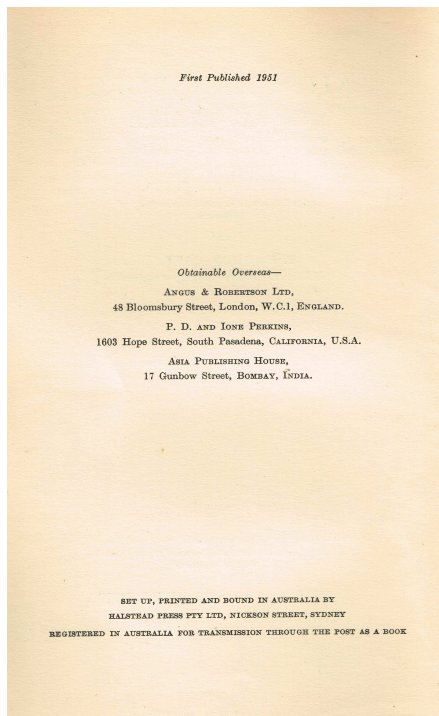 First Published 1951
Obtainable Overseas—
ANGUS & ROBERTSON LTD,
48 Bloomsbury Street, London, W.C.1, ENGLAND.
P. D. AND IONE PERKINS,
1603 Hope Street, South Pasadena, CALIFORNIA, U.S.A.
ASIA PUBLISHING HOUSE,
17 Gunbow Street, BOMBAY, INDIA.
SET UP, PRINTED AND BOUND IN AUSTRALIA BY
HALSTEAD PRESS PTY LTD, NICKSON STREET, SYDNEY
REGISTERED IN AUSTRALIA FOR TRANSMISSION THROUGH THE POST AS A BOOK